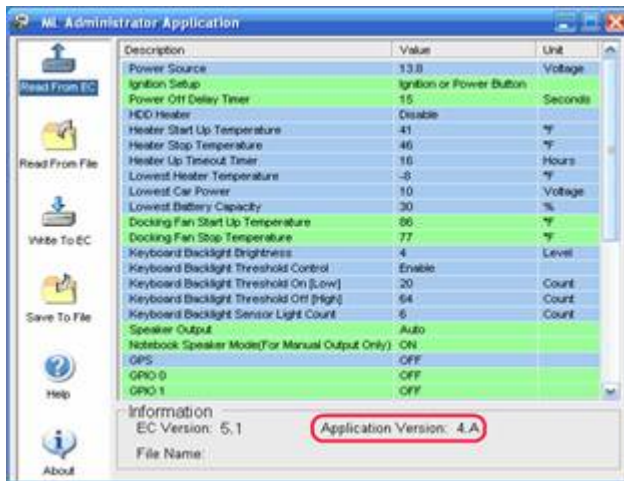 ML Administrator Application
Read From EC
Read From File
Write To EC
Save To File
Help
About
Description Value Unit
Power Source 13.8 Voltage
Ignition Setup Ignition or Power Button
Power Off Delay Timer 15 Seconds
HDD Heater Disable
Heater Start Up Temperature 41 °F
Heater Stop Temperature 46 °F
Heater Up Timeout Timer 16 Hours
Lowest Heater Temperature -8 °F
Lowest Car Power 10 Voltage
Lowest Battery Capacity 30 %
Docking Fan Start Up Temperature 86 °F
Docking Fan Stop Temperature 77 °F
Keyboard Backlight Brightness 4 Level
Keyboard Backlight Threshold Control Enable
Keyboard Backlight Threshold On [Low] 20 Count
Keyboard Backlight Threshold Off [High] 64 Count
Keyboard Backlight Sensor Light Count 6 Count
Speaker Output Auto
Notebook Speaker Mode(For Manual Output Only) ON
GPS OFF
GPIO 0 OFF
GPIO 1 OFF
Information
EC Version: 5.1 Application Version: 4.A
File Name: